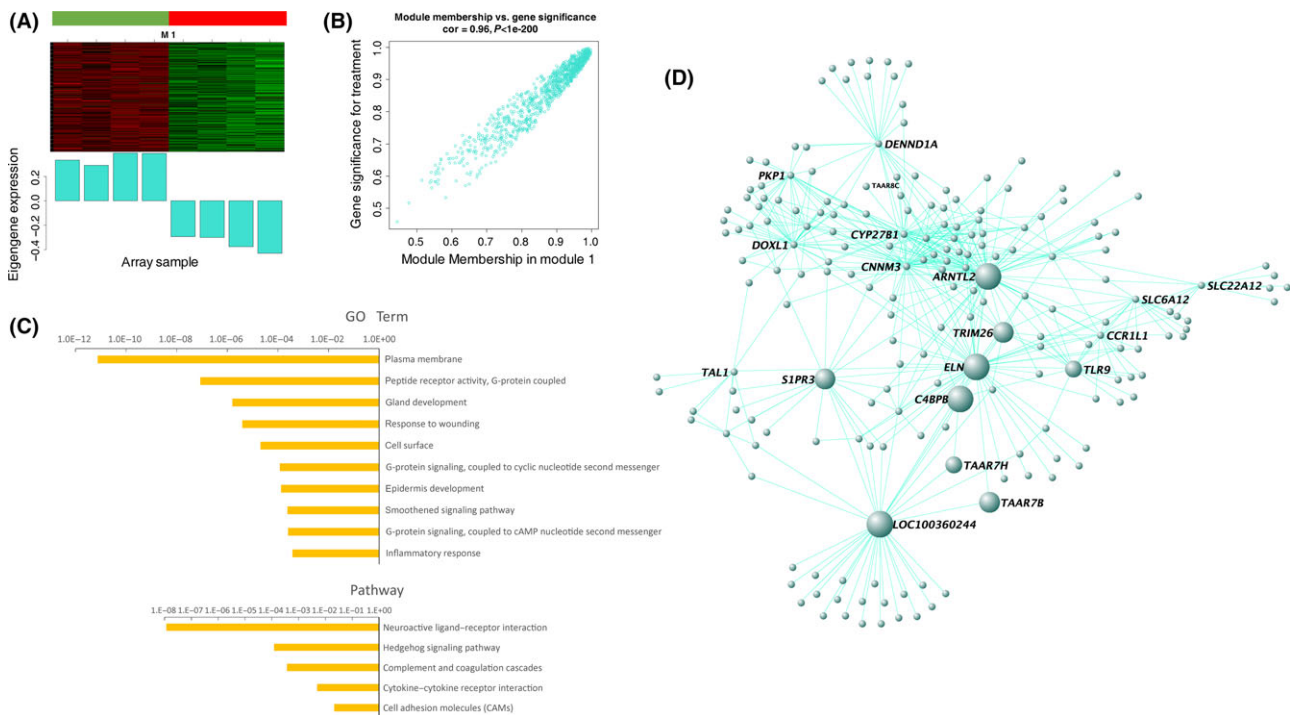 (A)
M 1
Eigengene expression
0.2
0.0
−0.2
−0.4
Array sample
(B)
Module membership vs. gene significance
cor = 0.96, P<1e-200
Gene significance for treatment
1.0
0.9
0.8
0.7
0.6
0.5
0.5 0.6 0.7 0.8 0.9 1.0
Module Membership in module 1
(C)
GO Term
1.0E−12 1.0E−10 1.0E−08 1.0E−06 1.0E−04 1.0E−02 1.0E+00
Plasma membrane
Peptide receptor activity, G-protein coupled
Gland development
Response to wounding
Cell surface
G-protein signaling, coupled to cyclic nucleotide second messenger
Epidermis development
Smoothened signaling pathway
G-protein signaling, coupled to cAMP nucleotide second messenger
Inflammatory response
Pathway
1.E−08 1.E−07 1.E−06 1.E−05 1.E−04 1.E−03 1.E−02 1.E−01 1.E+00
Neuroactive ligand−receptor interaction
Hedgehog signaling pathway
Complement and coagulation cascades
Cytokine−cytokine receptor interaction
Cell adhesion molecules (CAMs)
(D)
DENND1A
PKP1
TAAR8C
CYP27B1
DOXL1
CNNM3
ARNTL2
SLC22A12
SLC6A12
TRIM26
CCR1L1
ELN
TLR9
TAL1
S1PR3
C4BPB
TAAR7H
TAAR7B
LOC100360244